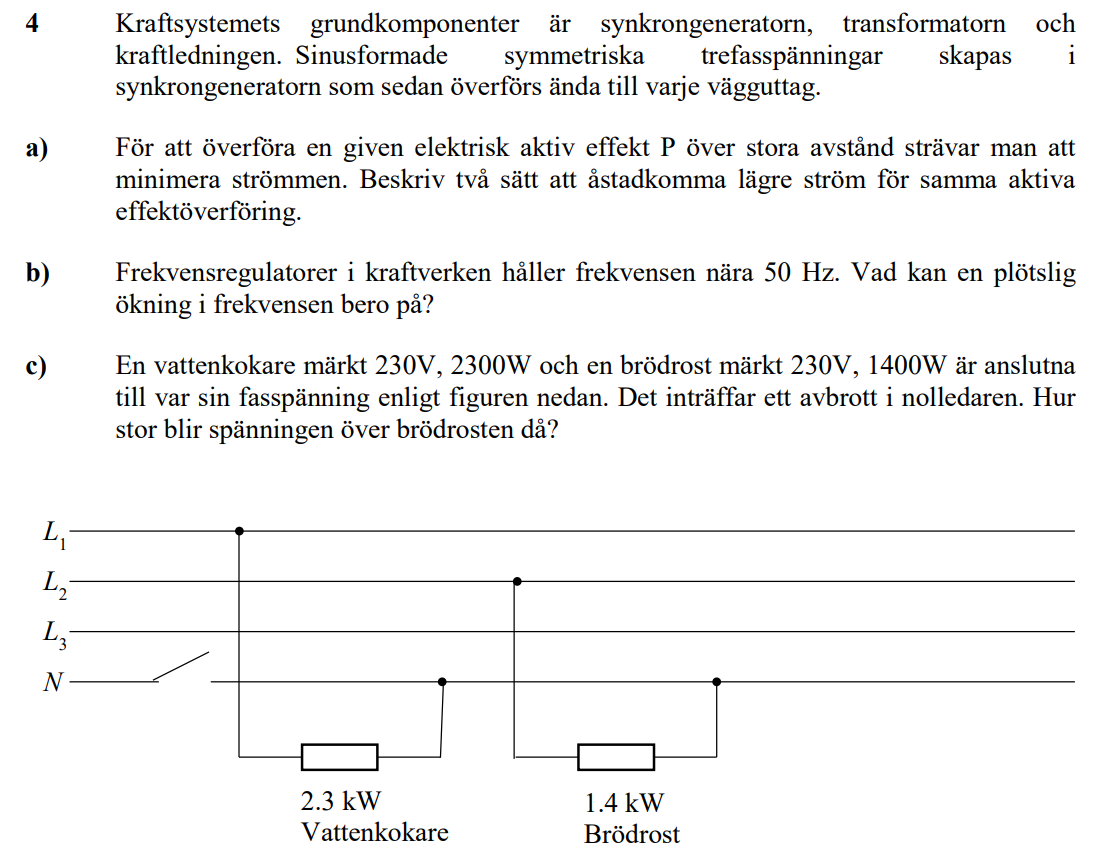 4 Kraftsystemets grundkomponenter är synkrongeneratorn, transformatorn och
kraftledningen. Sinusformade symmetriska trefasspänningar skapas i
synkrongeneratorn som sedan överförs ända till varje vägguttag.
a) För att överföra en given elektrisk aktiv effekt P över stora avstånd strävar man att
minimera strömmen. Beskriv två sätt att åstadkomma lägre ström för samma aktiva
effektöverföring.
b) Frekvensregulatorer i kraftverken håller frekvensen nära 50 Hz. Vad kan en plötslig
ökning i frekvensen bero på?
c) En vattenkokare märkt 230V, 2300W och en brödrost märkt 230V, 1400W är anslutna
till var sin fasspänning enligt figuren nedan. Det inträffar ett avbrott i nolledaren. Hur
stor blir spänningen över brödrosten då?
L1
L2
L3
N
2.3 kW 1.4 kW
Vattenkokare Brödrost